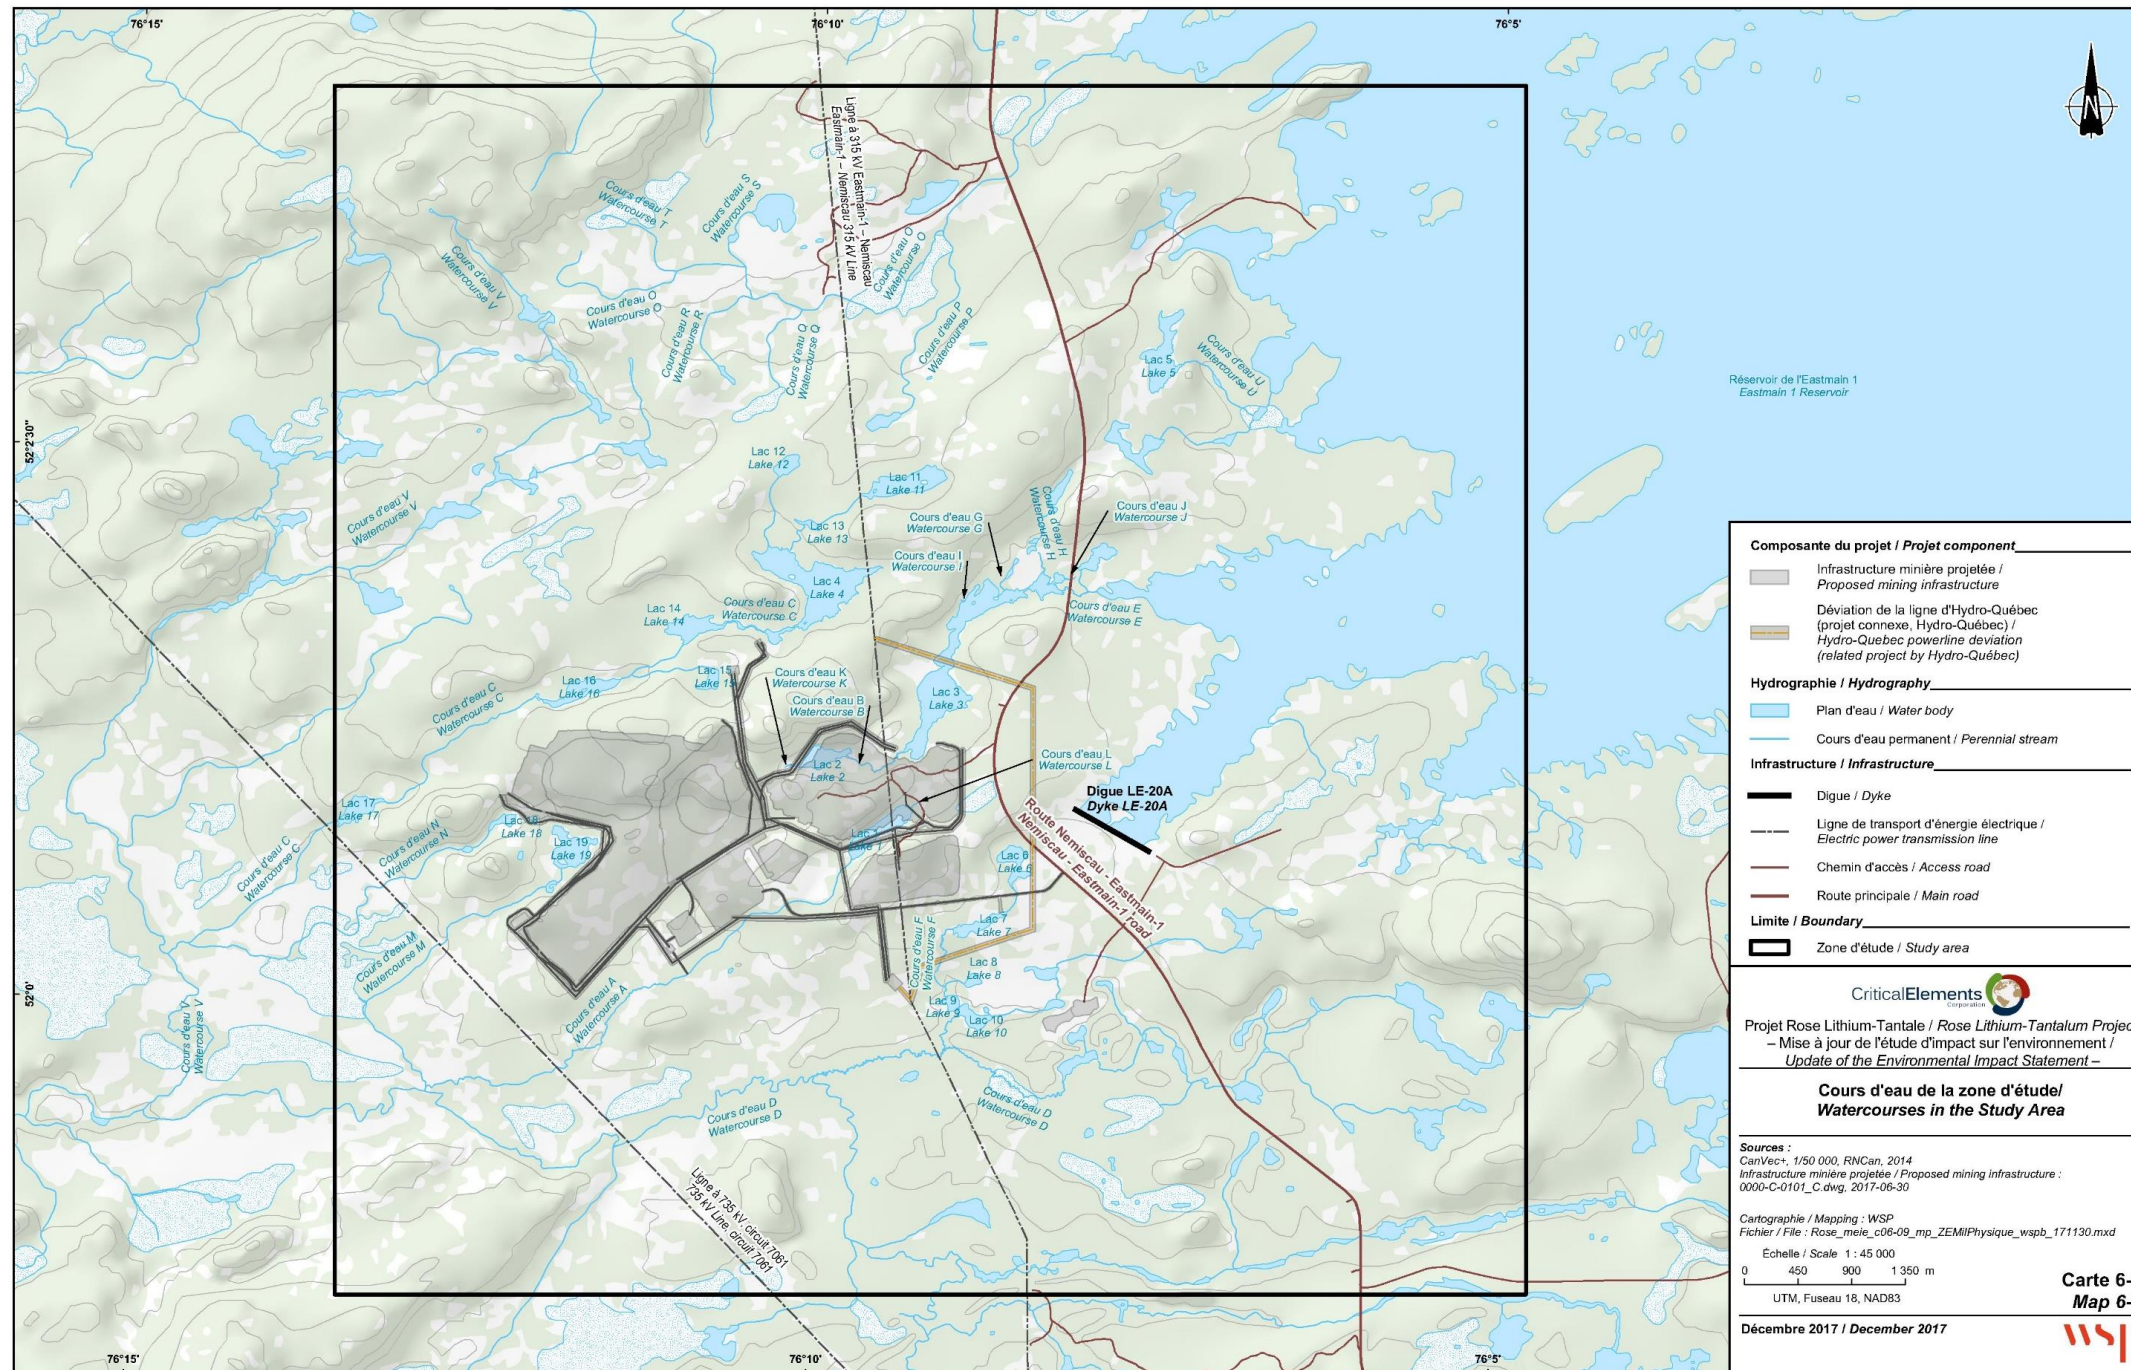 76°15'
76°10'
76°5'
Ligne à 315 kV Eastmain-1 – Nemiscau
Eastmain-1 – Nemiscau 315 kV Line
Cours d'eau S
Watercourse S
Cours d'eau T
Watercourse T
Cours d'eau O
Watercourse O
Cours d'eau V
Watercourse V
Cours d'eau O
Watercourse O
Cours d'eau R
Watercourse R
Cours d'eau Q
Watercourse Q
Cours d'eau P
Watercourse P
Lac 5
Lake 5
Cours d'eau U
Watercourse U
Réservoir de l'Eastmain 1
Eastmain 1 Reservoir
52°2'30"
Lac 12
Lake 12
Lac 11
Lake 11
Cours d'eau V
Watercourse V
Lac 13
Lake 13
Cours d'eau G
Watercourse G
Cours d'eau H
Watercourse H
Cours d'eau J
Watercourse J
Cours d'eau I
Watercourse I
Lac 4
Lake 4
Lac 14
Lake 14
Cours d'eau C
Watercourse C
Cours d'eau E
Watercourse E
Lac 15
Lake 15
Cours d'eau K
Watercourse K
Lac 16
Lake 16
Cours d'eau C
Watercourse C
Cours d'eau B
Watercourse B
Lac 3
Lake 3
Lac 2
Lake 2
Cours d'eau L
Watercourse L
Digue LE-20A
Dyke LE-20A
Route Nemiscau - Eastmain-1
Nemiscau - Eastmain-1 road
Lac 17
Lake 17
Lac 18
Lake 18
Lac 19
Lake 19
Lac 1
Lake 1
Lac 6
Lake 6
Cours d'eau N
Watercourse N
Cours d'eau C
Watercourse C
Lac 7
Lake 7
Cours d'eau F
Watercourse F
Cours d'eau M
Watercourse M
Lac 8
Lake 8
52°0'
Cours d'eau A
Watercourse A
Lac 9
Lake 9
Lac 10
Lake 10
Cours d'eau V
Watercourse V
Cours d'eau D
Watercourse D
Cours d'eau D
Watercourse D
Ligne à 735 kV, circuit 7061
735 kV Line, circuit 7061
76°15'
76°10'
76°5'
N
Composante du projet / Projet component
Infrastructure minière projetée /
Proposed mining infrastructure
Déviation de la ligne d'Hydro-Québec
(projet connexe, Hydro-Québec) /
Hydro-Quebec powerline deviation
(related project by Hydro-Québec)
Hydrographie / Hydrography
Plan d'eau / Water body
Cours d'eau permanent / Perennial stream
Infrastructure / Infrastructure
Digue / Dyke
Ligne de transport d'énergie électrique /
Electric power transmission line
Chemin d'accès / Access road
Route principale / Main road
Limite / Boundary
Zone d'étude / Study area
CriticalElements
Corporation
Projet Rose Lithium-Tantale / Rose Lithium-Tantalum Projec
– Mise à jour de l'étude d'impact sur l'environnement /
Update of the Environmental Impact Statement –
Cours d'eau de la zone d'étude/
Watercourses in the Study Area
Sources :
CanVec+, 1/50 000, RNCan, 2014
Infrastructure minière projetée / Proposed mining infrastructure :
0000-C-0101_C.dwg, 2017-06-30
Cartographie / Mapping : WSP
Fichier / File : Rose_meie_c06-09_mp_ZEMilPhysique_wspb_171130.mxd
Échelle / Scale 1 : 45 000
0 450 900 1 350 m
UTM, Fuseau 18, NAD83
Carte 6-
Map 6-
Décembre 2017 / December 2017
WSP